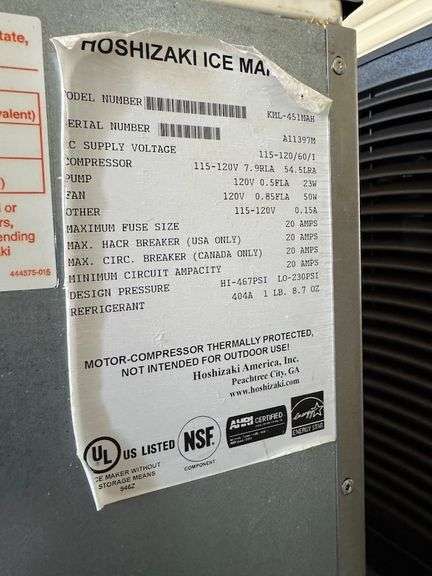 HOSHIZAKI ICE MA
ODEL NUMBER KML-451MAH
ERIAL NUMBER A11397M
C SUPPLY VOLTAGE 115-120/60/1
COMPRESSOR 115-120V 7.9RLA 54.5LRA
PUMP 120V 0.5FLA 23W
FAN 120V 0.85FLA 50W
OTHER 115-120V 0.15A
MAXIMUM FUSE SIZE 20 AMPS
MAX. HACR BREAKER (USA ONLY) 20 AMPS
MAX. CIRC. BREAKER (CANADA ONLY) 20 AMPS
MINIMUM CIRCUIT AMPACITY 20 AMPS
DESIGN PRESSURE HI-467PSI LO-230PSI
REFRIGERANT 404A 1 LB. 8.7 OZ
MOTOR-COMPRESSOR THERMALLY PROTECTED,
NOT INTENDED FOR OUTDOOR USE!
Hoshizaki America, Inc.
Peachtree City, GA
www.hoshizaki.com
UL US LISTED
CE MAKER WITHOUT
STORAGE MEANS
946Z
NSF
COMPONENT
AHRI CERTIFIED
energy
ENERGY STAR
tate,
valent)
l or
ending
ki
444575-01S